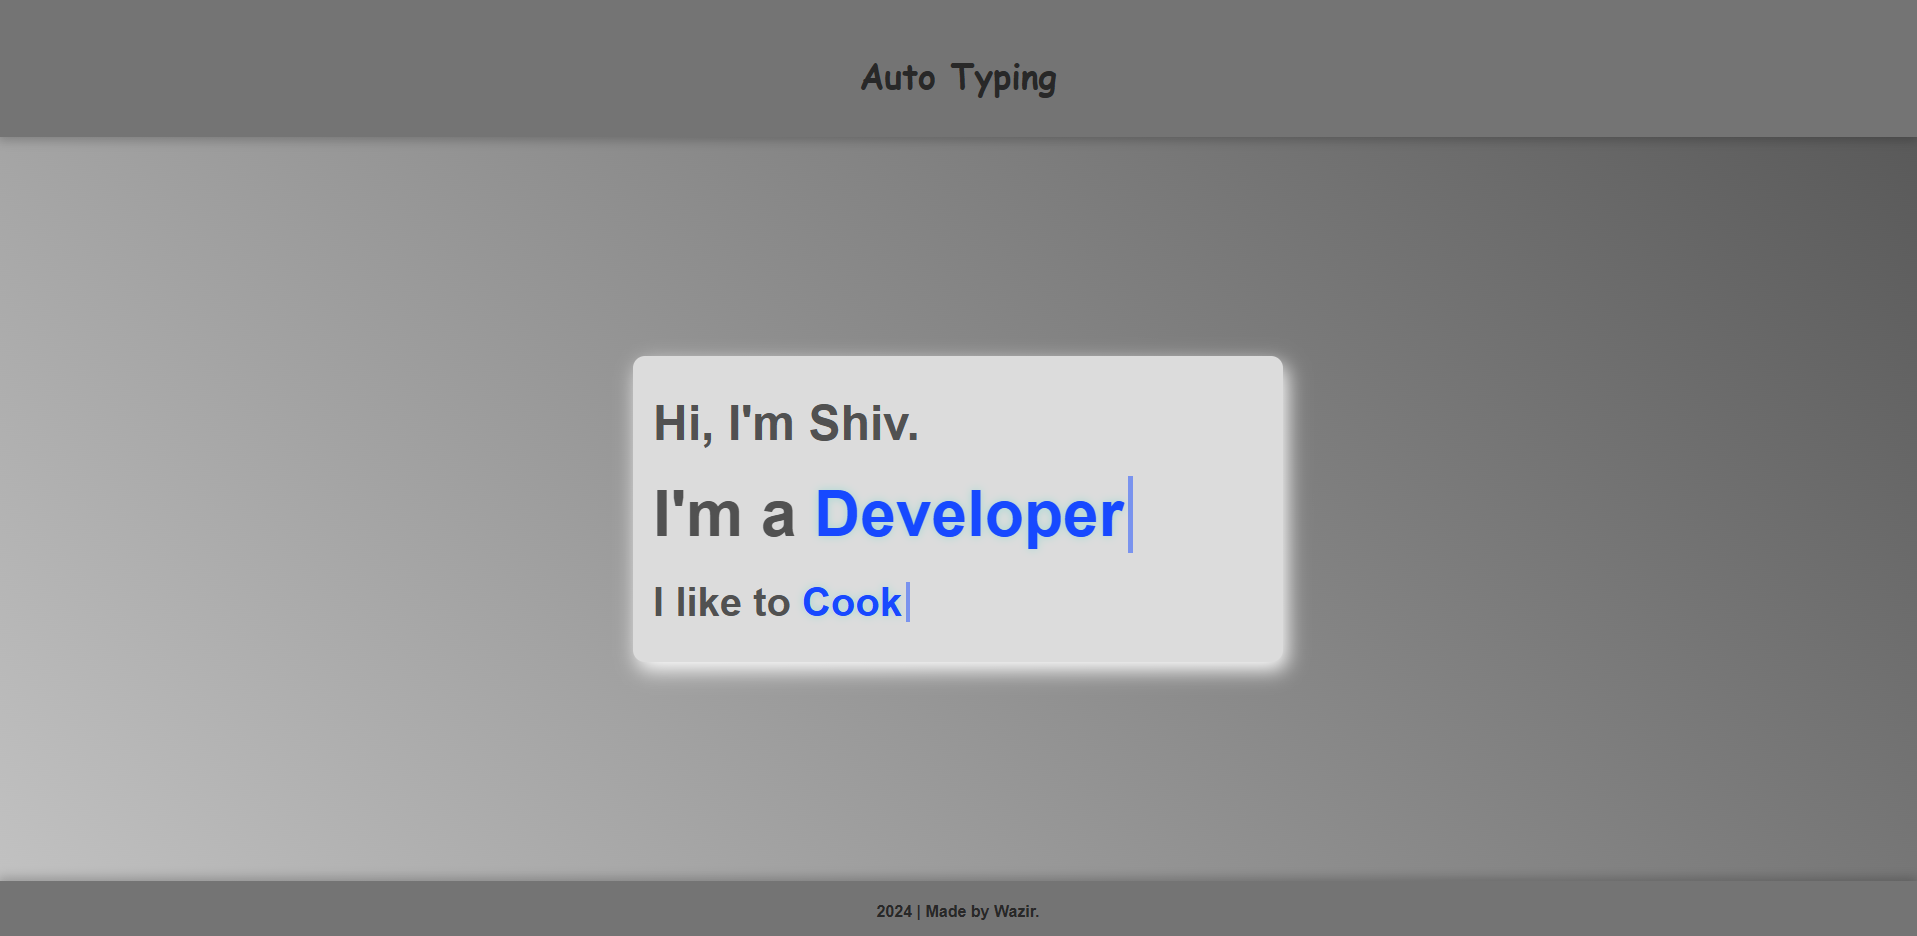 Auto Typing
Hi, I'm Shiv.
I'm a Developer
I like to Cook
2024 | Made by Wazir.